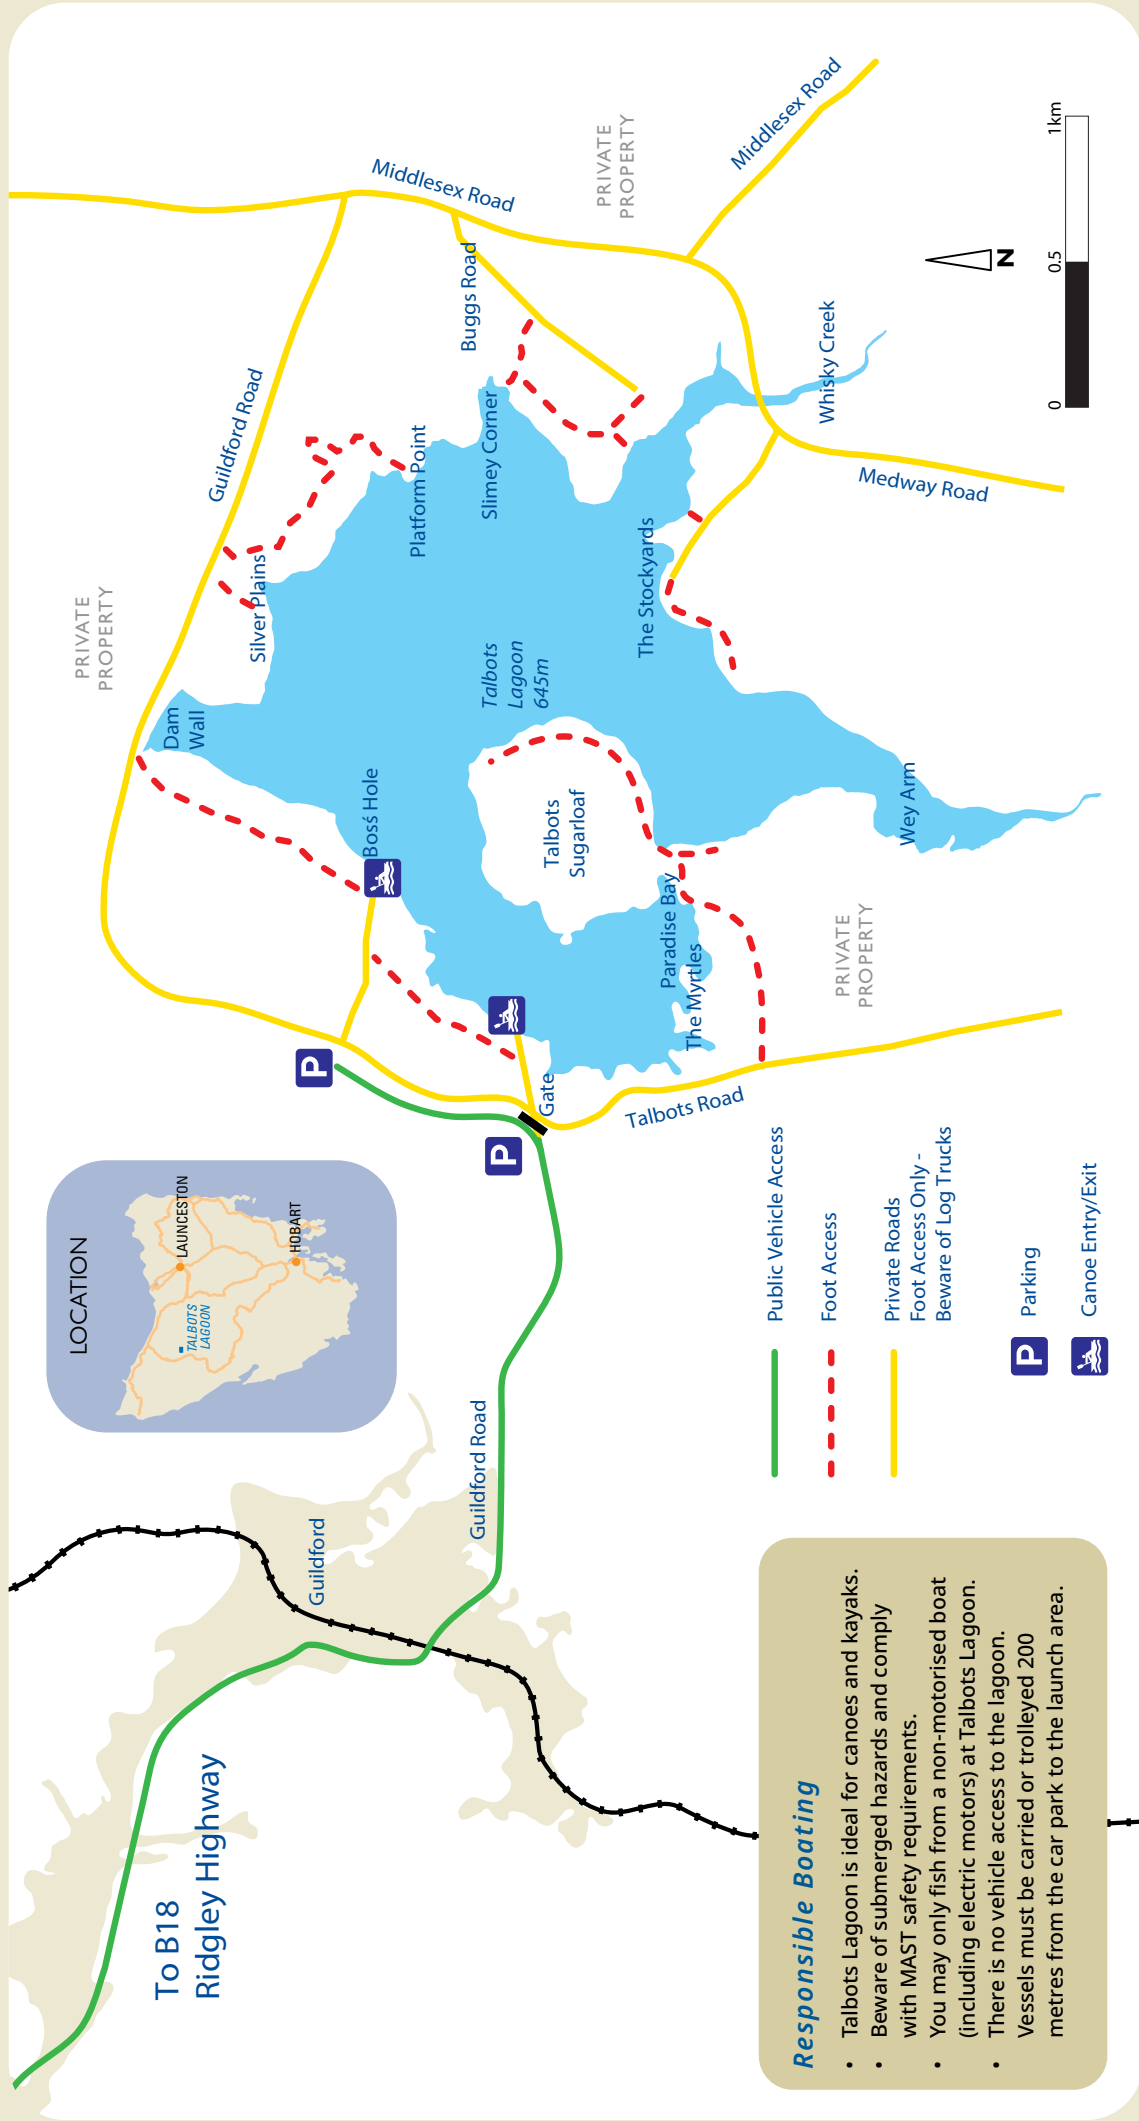 LOCATION
LAUNCESTON
TALBOTS
LAGOON
HOBART
To B18
Ridgley Highway
Guildford
Guildford Road
P
P
Gate
Talbots Road
PRIVATE
PROPERTY
Dam
Wall
Boss Hole
Silver Plains
Guildford Road
Platform Point
Slimey Corner
Buggs Road
Middlesex Road
PRIVATE
PROPERTY
Middlesex Road
Talbots
Lagoon
645m
Talbots
Sugarloaf
Paradise Bay
The Myrtles
The Stockyards
Whisky Creek
Medway Road
Wey Arm
PRIVATE
PROPERTY
Responsible Boating
• Talbots Lagoon is ideal for canoes and kayaks.
• Beware of submerged hazards and comply
with MAST safety requirements.
• You may only fish from a non-motorised boat
(including electric motors) at Talbots Lagoon.
• There is no vehicle access to the lagoon.
Vessels must be carried or trolleyed 200
metres from the car park to the launch area.
Public Vehicle Access
Foot Access
Private Roads
Foot Access Only -
Beware of Log Trucks
P Parking
Canoe Entry/Exit
N
0 0.5 1km